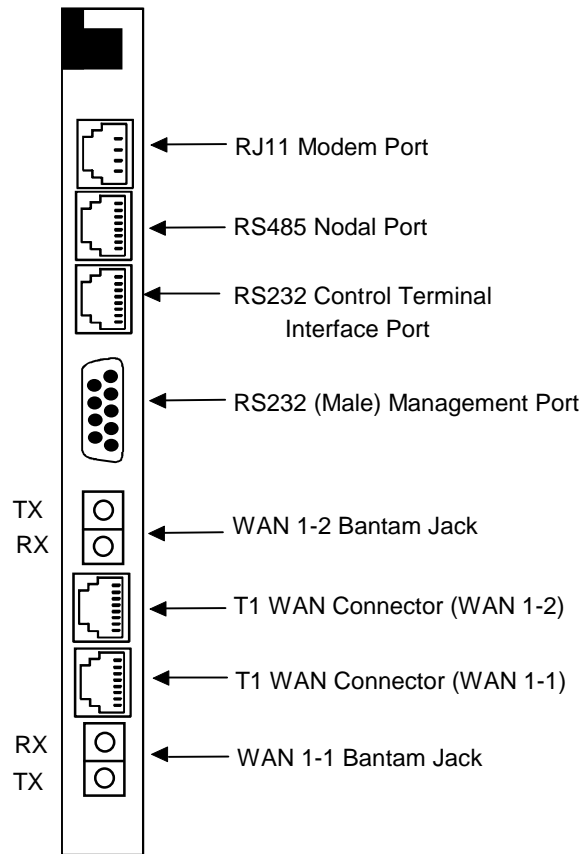 RJ11 Modem Port
RS485 Nodal Port
RS232 Control Terminal
Interface Port
RS232 (Male) Management Port
TX
RX
WAN 1-2 Bantam Jack
T1 WAN Connector (WAN 1-2)
T1 WAN Connector (WAN 1-1)
RX
TX
WAN 1-1 Bantam Jack